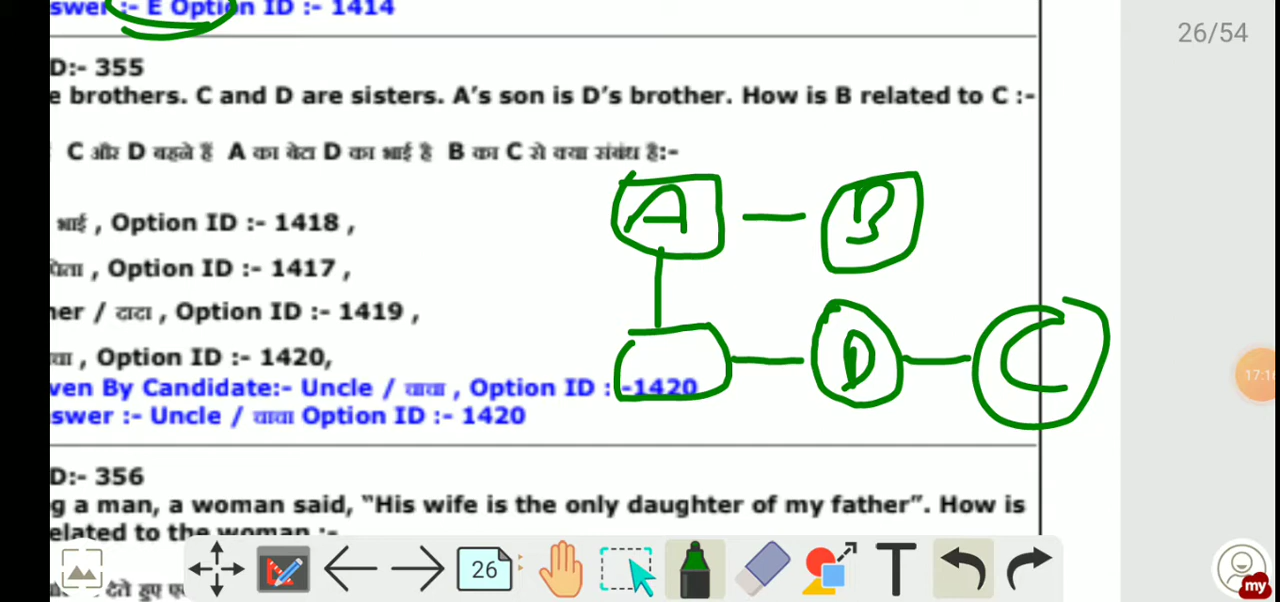 swer :- E Option ID :- 1414
26/54
D:- 355
e brothers. C and D are sisters. A's son is D's brother. How is B related to C :-
C और D बहने हैं A का बेटा D का भाई है B का C से क्या संबंध है:-
A B
भाई , Option ID :- 1418 ,
पिता , Option ID :- 1417 ,
her / दादा , Option ID :- 1419 ,
चा , Option ID :- 1420,
D C
ven By Candidate:- Uncle / चाचा , Option ID :-1420
17:16
swer :- Uncle / चाचा Option ID :- 1420
D:- 356
g a man, a woman said, "His wife is the only daughter of my father". How is
elated to the woman :-
देते हुए
26
T
my